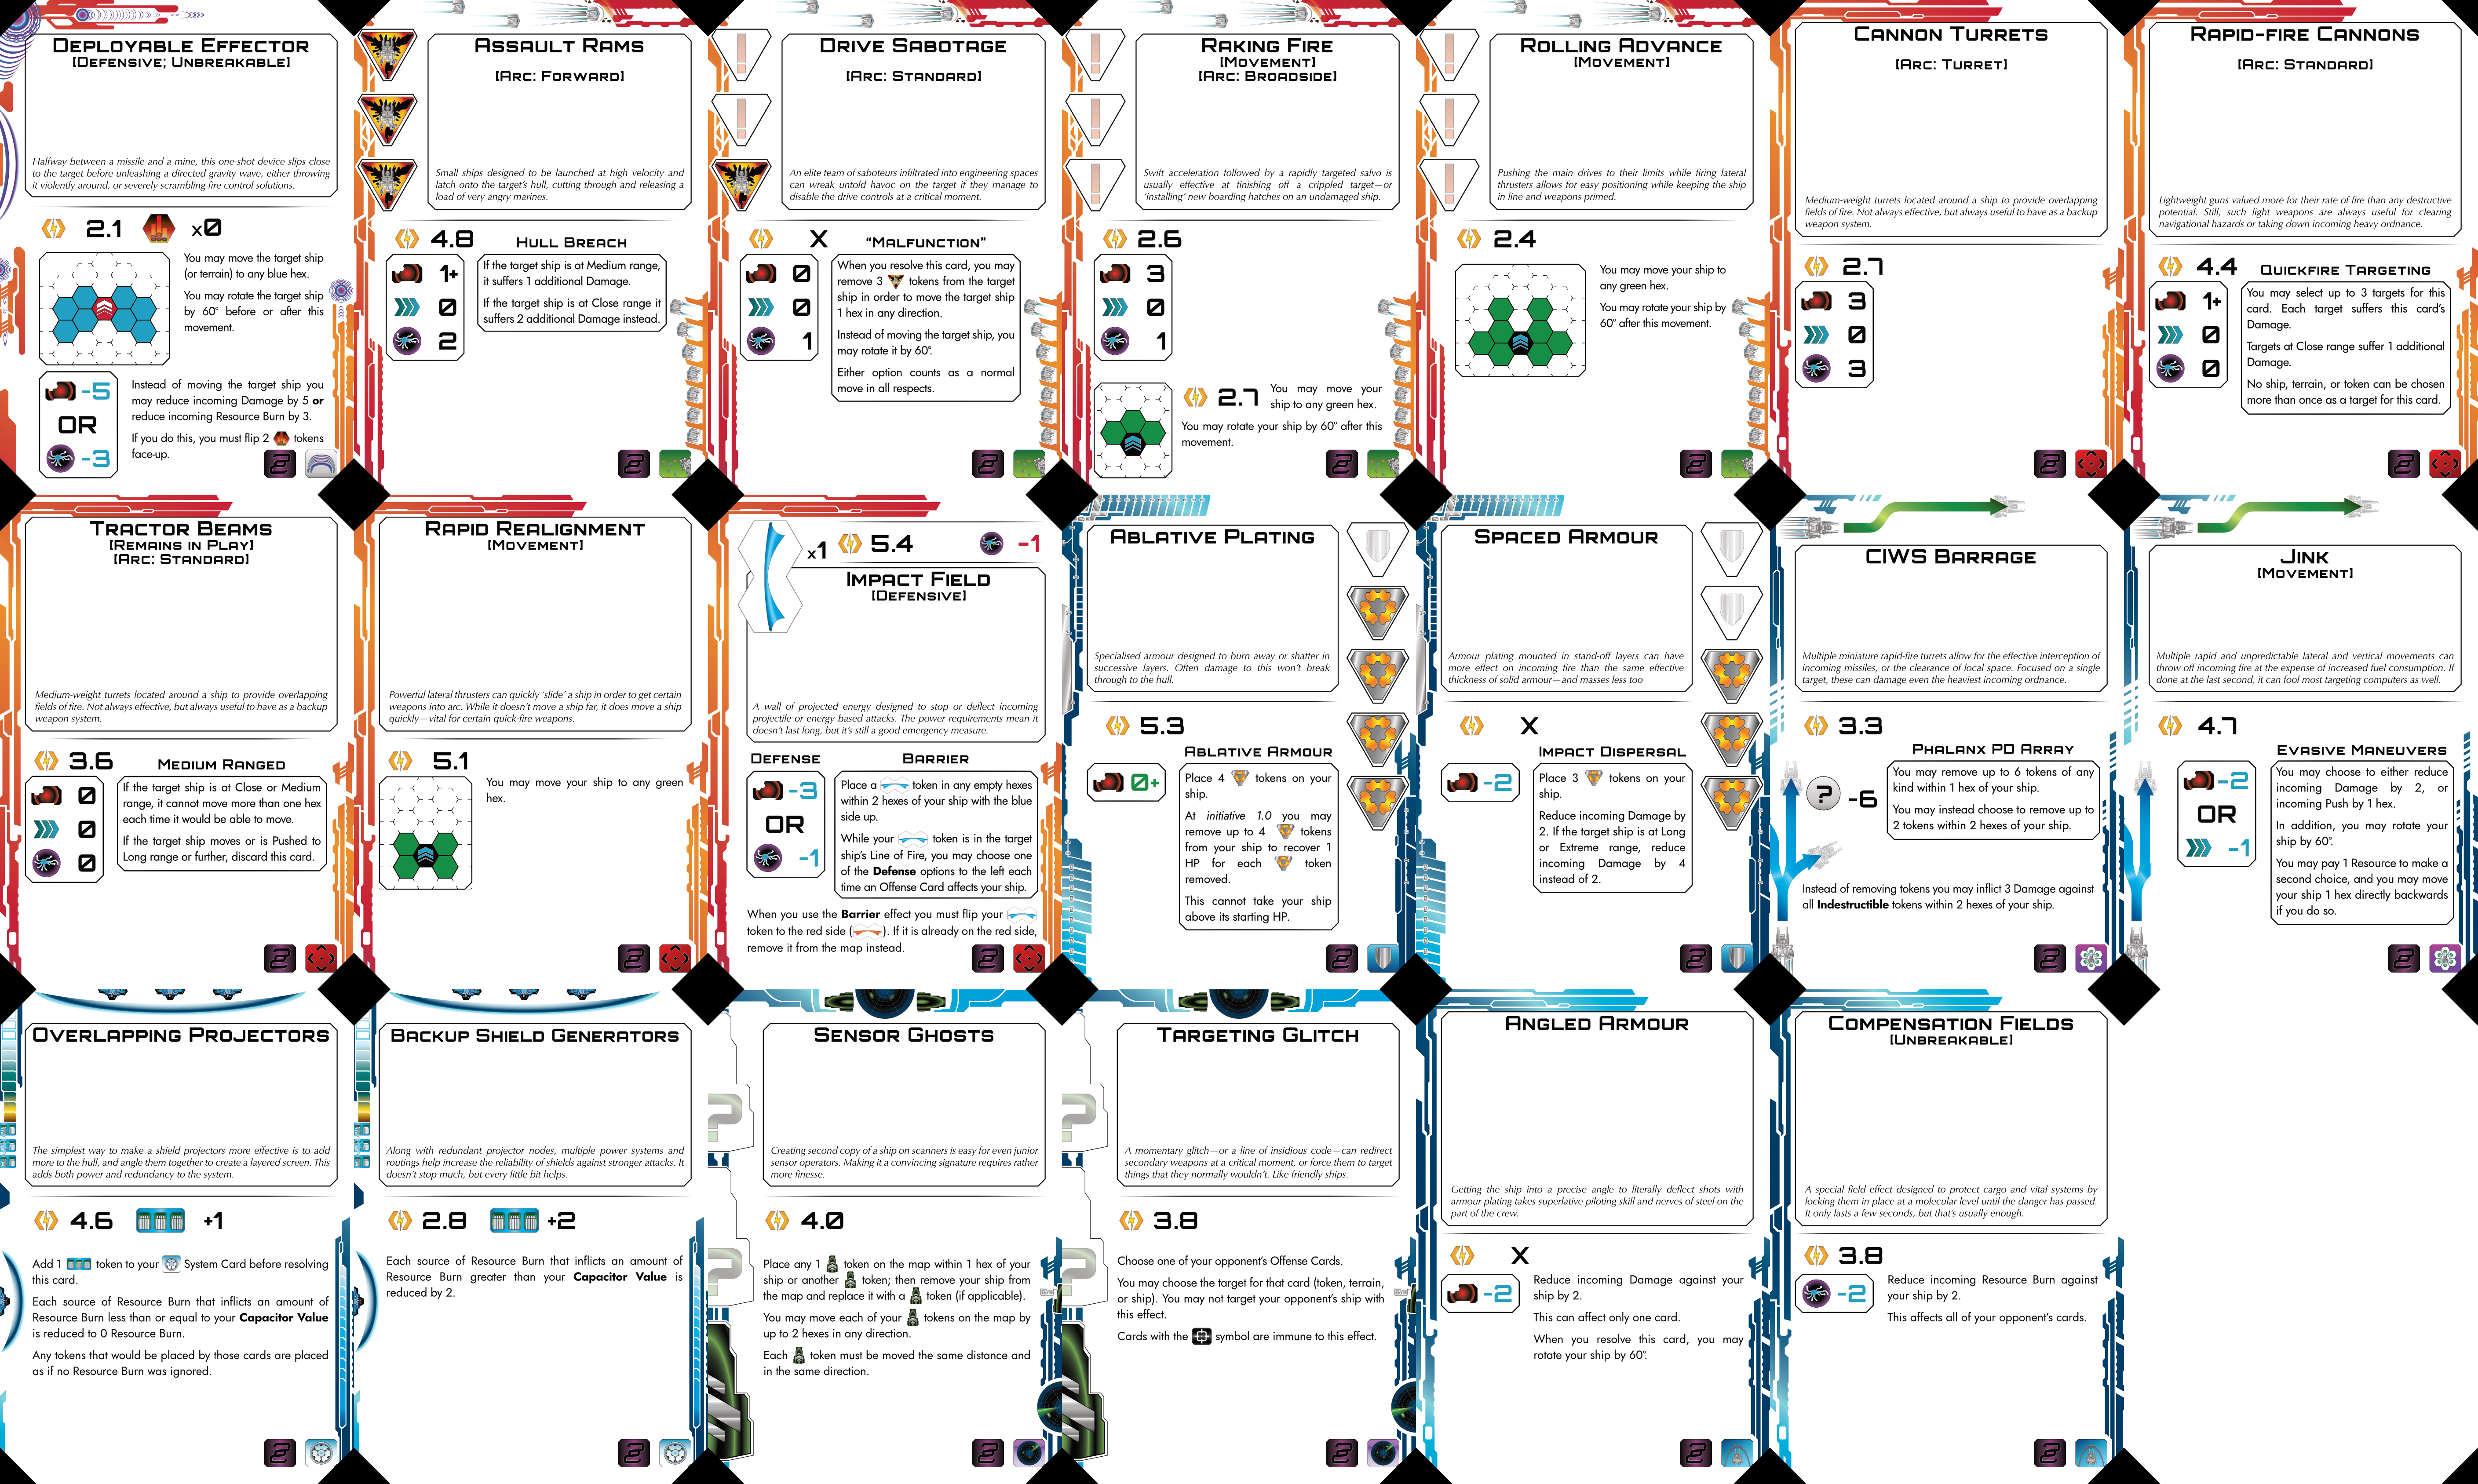 DEPLOYABLE EFFECTOR
[DEFENSIVE; UNBREAKABLE]
Halfway between a missile and a mine, this one-shot device slips close
to the target before unleashing a directed gravity wave, either throwing
it violently around, or severely scrambling fire control solutions.
2.1 x0
You may move the target ship
(or terrain) to any blue hex.
You may rotate the target ship
by 60° before or after this
movement.
-5
OR
-3
Instead of moving the target ship you
may reduce incoming Damage by 5 or
reduce incoming Resource Burn by 3.
If you do this, you must flip 2 tokens
face-up.
2
ASSAULT RAMS
[ARC: FORWARD]
Small ships designed to be launched at high velocity and
latch onto the target's hull, cutting through and releasing a
load of very angry marines.
4.8
HULL BREACH
1+
0
2
If the target ship is at Medium range,
it suffers 1 additional Damage.
If the target ship is at Close range it
suffers 2 additional Damage instead.
2
DRIVE SABOTAGE
[ARC: STANDARD]
An elite team of saboteurs infiltrated into engineering spaces
can wreak untold havoc on the target if they manage to
disable the drive controls at a critical moment.
X
"MALFUNCTION"
0
0
1
When you resolve this card, you may
remove 3 tokens from the target
ship in order to move the target ship
1 hex in any direction.
Instead of moving the target ship, you
may rotate it by 60°.
Either option counts as a normal
move in all respects.
2
RAKING FIRE
[MOVEMENT]
[ARC: BROADSIDE]
Swift acceleration followed by a rapidly targeted salvo is
usually effective at finishing off a crippled target—or
'installing' new boarding hatches on an undamaged ship.
2.6
3
0
1
2.7
You may move your
ship to any green hex.
You may rotate your ship by 60° after this
movement.
2
ROLLING ADVANCE
[MOVEMENT]
Pushing the main drives to their limits while firing lateral
thrusters allows for easy positioning while keeping the ship
in line and weapons primed.
2.4
You may move your ship to
any green hex.
You may rotate your ship by
60° after this movement.
2
CANNON TURRETS
[ARC: TURRET]
Medium-weight turrets located around a ship to provide overlapping
fields of fire. Not always effective, but always useful to have as a backup
weapon system.
2.7
3
0
3
2
RAPID-FIRE CANNONS
[ARC: STANDARD]
Lightweight guns valued more for their rate of fire than any destructive
potential. Still, such light weapons are always useful for clearing
navigational hazards or taking down incoming heavy ordnance.
4.4
QUICKFIRE TARGETING
1+
0
0
You may select up to 3 targets for this
card. Each target suffers this card's
Damage.
Targets at Close range suffer 1 additional
Damage.
No ship, terrain, or token can be chosen
more than once as a target for this card.
2
TRACTOR BEAMS
[REMAINS IN PLAY]
[ARC: STANDARD]
Medium-weight turrets located around a ship to provide overlapping
fields of fire. Not always effective, but always useful to have as a backup
weapon system.
3.6
MEDIUM RANGED
0
0
0
If the target ship is at Close or Medium
range, it cannot move more than one hex
each time it would be able to move.
If the target ship moves or is Pushed to
Long range or further, discard this card.
2
RAPID REALIGNMENT
[MOVEMENT]
Powerful lateral thrusters can quickly 'slide' a ship in order to get certain
weapons into arc. While it doesn't move a ship far, it does move a ship
quickly—vital for certain quick-fire weapons.
5.1
You may move your ship to any green
hex.
2
x1 5.4 -1
IMPACT FIELD
[DEFENSIVE]
A wall of projected energy designed to stop or deflect incoming
projectile or energy based attacks. The power requirements mean it
doesn't last long, but it's still a good emergency measure.
DEFENSE
-3
OR
-1
BARRIER
Place a token in any empty hexes
within 2 hexes of your ship with the blue
side up.
While your token is in the target
ship's Line of Fire, you may choose one
of the Defense options to the left each
time an Offense Card affects your ship.
When you use the Barrier effect you must flip your
token to the red side ( ). If it is already on the red side,
remove it from the map instead.
2
ABLATIVE PLATING
Specialised armour designed to burn away or shatter in
successive layers. Often damage to this won't break
through to the hull.
5.3
ABLATIVE ARMOUR
0+
Place 4 tokens on your
ship.
At initiative 1.0 you may
remove up to 4 tokens
from your ship to recover 1
HP for each token
removed.
This cannot take your ship
above its starting HP.
2
SPACED ARMOUR
Armour plating mounted in stand-off layers can have
more effect on incoming fire than the same effective
thickness of solid armour—and masses less too
X
IMPACT DISPERSAL
-2
Place 3 tokens on your
ship.
Reduce incoming Damage by
2. If the target ship is at Long
or Extreme range, reduce
incoming Damage by 4
instead of 2.
2
CIWS BARRAGE
Multiple miniature rapid-fire turrets allow for the effective interception of
incoming missiles, or the clearance of local space. Focused on a single
target, these can damage even the heaviest incoming ordnance.
3.3
PHALANX PD ARRAY
? -6
You may remove up to 6 tokens of any
kind within 1 hex of your ship.
You may instead choose to remove up to
2 tokens within 2 hexes of your ship.
Instead of removing tokens you may inflict 3 Damage against
all Indestructible tokens within 2 hexes of your ship.
2
JINK
[MOVEMENT]
Multiple rapid and unpredictable lateral and vertical movements can
throw off incoming fire at the expense of increased fuel consumption. If
done at the last second, it can fool most targeting computers as well.
4.7
EVASIVE MANEUVERS
-2
OR
-1
You may choose to either reduce
incoming Damage by 2, or
incoming Push by 1 hex.
In addition, you may rotate your
ship by 60°.
You may pay 1 Resource to make a
second choice, and you may move
your ship 1 hex directly backwards
if you do so.
2
OVERLAPPING PROJECTORS
The simplest way to make a shield projectors more effective is to add
more to the hull, and angle them together to create a layered screen. This
adds both power and redundancy to the system.
4.6 +1
Add 1 token to your System Card before resolving
this card.
Each source of Resource Burn that inflicts an amount of
Resource Burn less than or equal to your Capacitor Value
is reduced to 0 Resource Burn.
Any tokens that would be placed by those cards are placed
as if no Resource Burn was ignored.
2
BACKUP SHIELD GENERATORS
Along with redundant projector nodes, multiple power systems and
routings help increase the reliability of shields against stronger attacks. It
doesn't stop much, but every little bit helps.
2.8 +2
Each source of Resource Burn that inflicts an amount of
Resource Burn greater than your Capacitor Value is
reduced by 2.
2
SENSOR GHOSTS
Creating second copy of a ship on scanners is easy for even junior
sensor operators. Making it a convincing signature requires rather
more finesse.
4.0
Place any 1 token on the map within 1 hex of your
ship or another token; then remove your ship from
the map and replace it with a token (if applicable).
You may move each of your tokens on the map by
up to 2 hexes in any direction.
Each token must be moved the same distance and
in the same direction.
2
TARGETING GLITCH
A momentary glitch—or a line of insidious code—can redirect
secondary weapons at a critical moment, or force them to target
things that they normally wouldn't. Like friendly ships.
3.8
Choose one of your opponent's Offense Cards.
You may choose the target for that card (token, terrain,
or ship). You may not target your opponent's ship with
this effect.
Cards with the symbol are immune to this effect.
2
ANGLED ARMOUR
Getting the ship into a precise angle to literally deflect shots with
armour plating takes superlative piloting skill and nerves of steel on the
part of the crew.
X
-2
Reduce incoming Damage against your
ship by 2.
This can affect only one card.
When you resolve this card, you may
rotate your ship by 60°.
2
COMPENSATION FIELDS
[UNBREAKABLE]
A special field effect designed to protect cargo and vital systems by
locking them in place at a molecular level until the danger has passed.
It only lasts a few seconds, but that's usually enough.
3.8
-2
Reduce incoming Resource Burn against
your ship by 2.
This affects all of your opponent's cards.
2